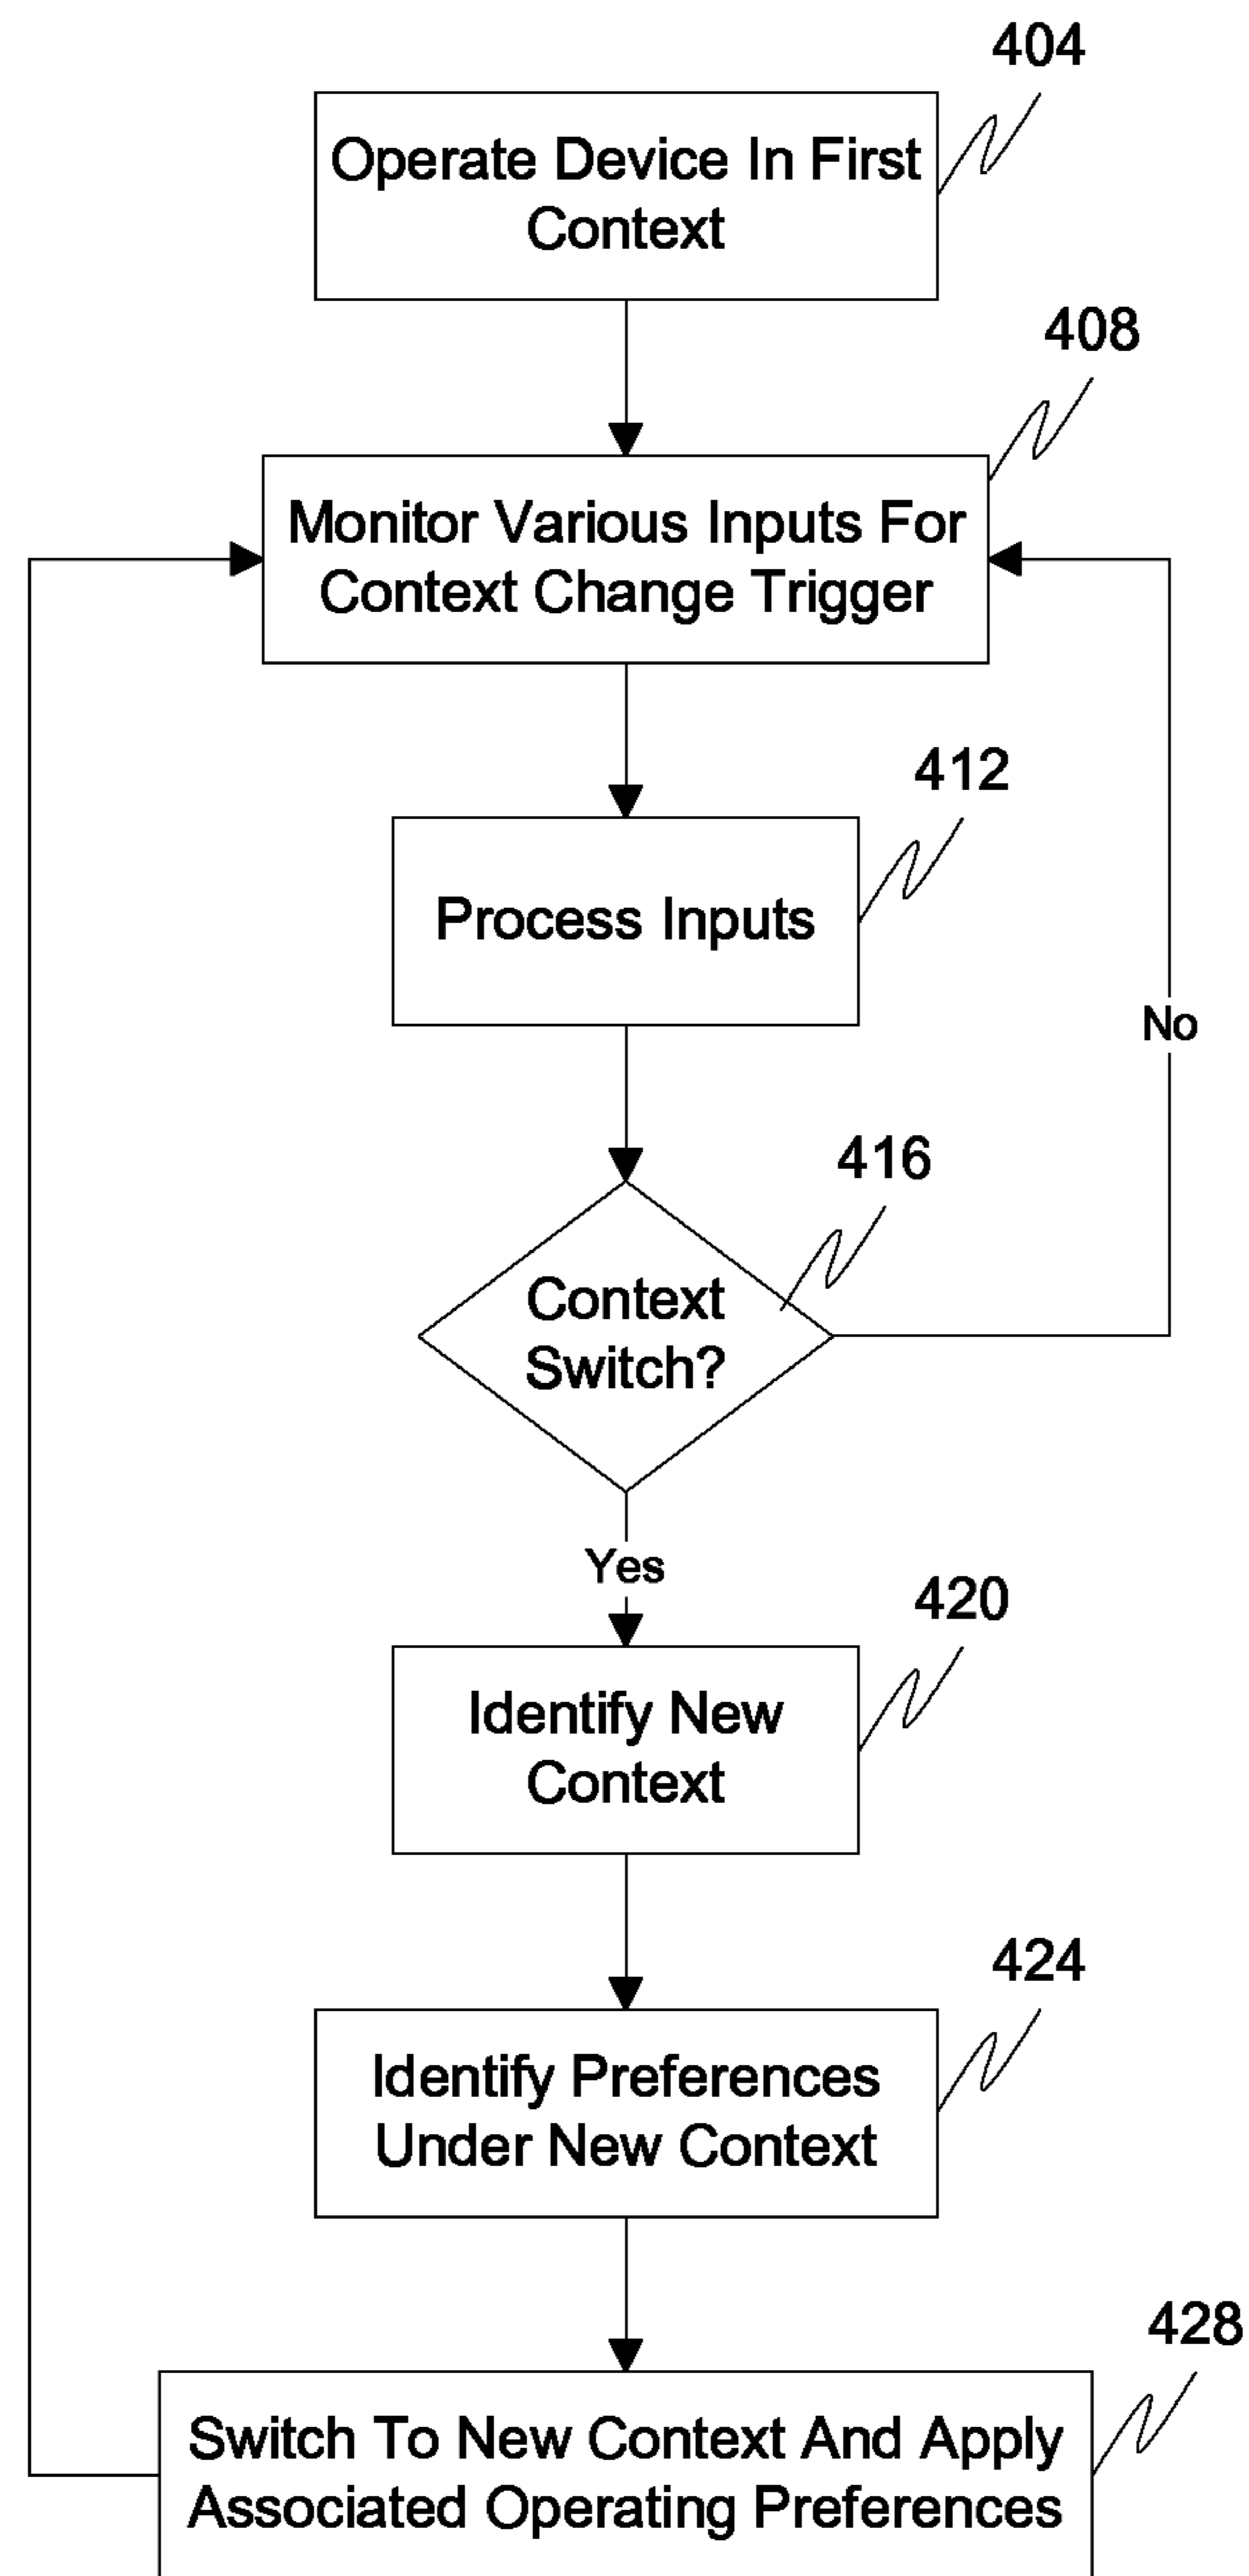 404
Operate Device In First
Context
408
Monitor Various Inputs For
Context Change Trigger
412
Process Inputs
No
416
Context
Switch?
Yes
420
Identify New
Context
424
Identify Preferences
Under New Context
428
Switch To New Context And Apply
Associated Operating Preferences